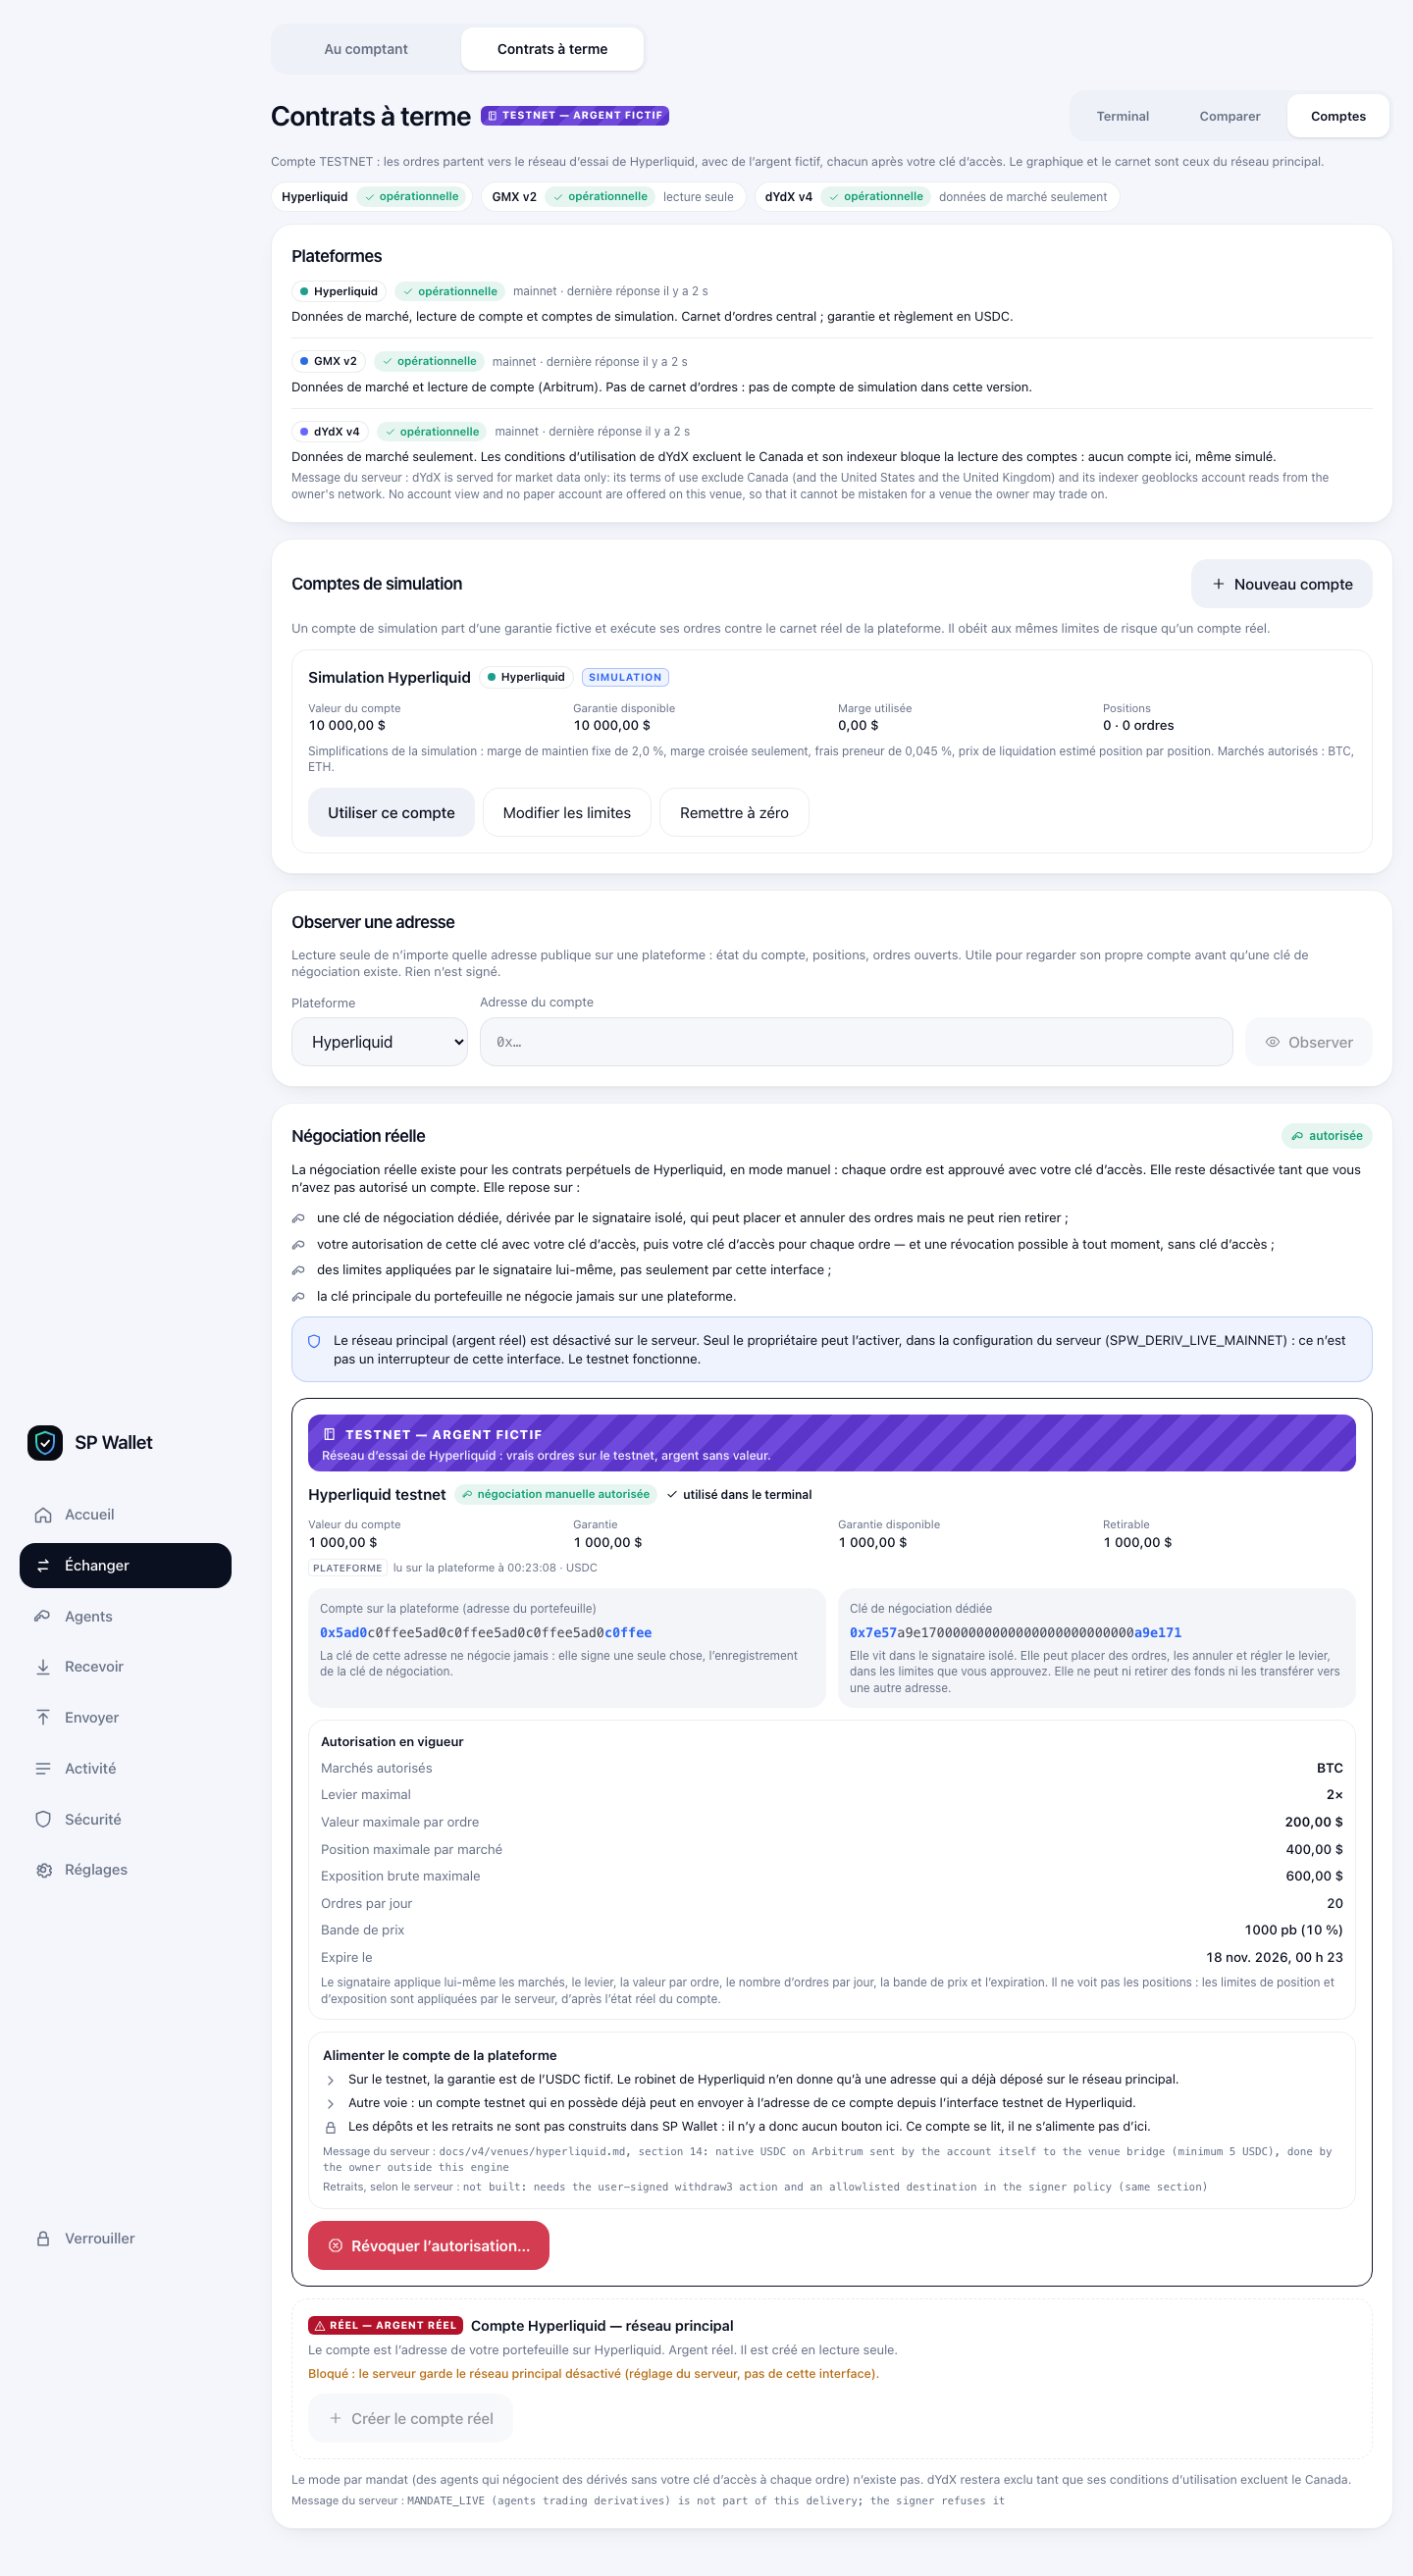 Au comptant
Contrats à terme
Contrats à terme
TESTNET — ARGENT FICTIF
Terminal
Comparer
Comptes
Compte TESTNET : les ordres partent vers le réseau d’essai de Hyperliquid, avec de l’argent fictif, chacun après votre clé d’accès. Le graphique et le carnet sont ceux du réseau principal.
Hyperliquid opérationnelle
GMX v2 opérationnelle lecture seule
dYdX v4 opérationnelle données de marché seulement
Plateformes
Hyperliquid opérationnelle mainnet · dernière réponse il y a 2 s
Données de marché, lecture de compte et comptes de simulation. Carnet d’ordres central ; garantie et règlement en USDC.
GMX v2 opérationnelle mainnet · dernière réponse il y a 2 s
Données de marché et lecture de compte (Arbitrum). Pas de carnet d’ordres : pas de compte de simulation dans cette version.
dYdX v4 opérationnelle mainnet · dernière réponse il y a 2 s
Données de marché seulement. Les conditions d’utilisation de dYdX excluent le Canada et son indexeur bloque la lecture des comptes : aucun compte ici, même simulé.
Message du serveur : dYdX is served for market data only: its terms of use exclude Canada (and the United States and the United Kingdom) and its indexer geoblocks account reads from the
owner's network. No account view and no paper account are offered on this venue, so that it cannot be mistaken for a venue the owner may trade on.
Comptes de simulation
Nouveau compte
Un compte de simulation part d’une garantie fictive et exécute ses ordres contre le carnet réel de la plateforme. Il obéit aux mêmes limites de risque qu’un compte réel.
Simulation Hyperliquid Hyperliquid SIMULATION
Valeur du compte Garantie disponible Marge utilisée Positions
10 000,00 $ 10 000,00 $ 0,00 $ 0 · 0 ordres
Simplifications de la simulation : marge de maintien fixe de 2,0 %, marge croisée seulement, frais preneur de 0,045 %, prix de liquidation estimé position par position. Marchés autorisés : BTC,
ETH.
Utiliser ce compte
Modifier les limites
Remettre à zéro
Observer une adresse
Lecture seule de n’importe quelle adresse publique sur une plateforme : état du compte, positions, ordres ouverts. Utile pour regarder son propre compte avant qu’une clé de
négociation existe. Rien n’est signé.
Plateforme
Adresse du compte
Hyperliquid
0x…
Observer
Négociation réelle
autorisée
La négociation réelle existe pour les contrats perpétuels de Hyperliquid, en mode manuel : chaque ordre est approuvé avec votre clé d’accès. Elle reste désactivée tant que vous
n’avez pas autorisé un compte. Elle repose sur :
une clé de négociation dédiée, dérivée par le signataire isolé, qui peut placer et annuler des ordres mais ne peut rien retirer ;
votre autorisation de cette clé avec votre clé d’accès, puis votre clé d’accès pour chaque ordre — et une révocation possible à tout moment, sans clé d’accès ;
des limites appliquées par le signataire lui-même, pas seulement par cette interface ;
la clé principale du portefeuille ne négocie jamais sur une plateforme.
Le réseau principal (argent réel) est désactivé sur le serveur. Seul le propriétaire peut l’activer, dans la configuration du serveur (SPW_DERIV_LIVE_MAINNET) : ce n’est
pas un interrupteur de cette interface. Le testnet fonctionne.
TESTNET — ARGENT FICTIF
Réseau d’essai de Hyperliquid : vrais ordres sur le testnet, argent sans valeur.
Hyperliquid testnet négociation manuelle autorisée utilisé dans le terminal
Valeur du compte Garantie Garantie disponible Retirable
1 000,00 $ 1 000,00 $ 1 000,00 $ 1 000,00 $
PLATEFORME lu sur la plateforme à 00:23:08 · USDC
Compte sur la plateforme (adresse du portefeuille)
0x5ad0c0ffee5ad0c0ffee5ad0c0ffee5ad0c0ffee
La clé de cette adresse ne négocie jamais : elle signe une seule chose, l’enregistrement
de la clé de négociation.
Clé de négociation dédiée
0x7e57a9e17000000000000000000000000000a9e171
Elle vit dans le signataire isolé. Elle peut placer des ordres, les annuler et régler le levier,
dans les limites que vous approuvez. Elle ne peut ni retirer des fonds ni les transférer vers
une autre adresse.
Autorisation en vigueur
Marchés autorisés BTC
Levier maximal 2×
Valeur maximale par ordre 200,00 $
Position maximale par marché 400,00 $
Exposition brute maximale 600,00 $
Ordres par jour 20
Bande de prix 1000 pb (10 %)
Expire le 18 nov. 2026, 00 h 23
Le signataire applique lui-même les marchés, le levier, la valeur par ordre, le nombre d’ordres par jour, la bande de prix et l’expiration. Il ne voit pas les positions : les limites de position et
d’exposition sont appliquées par le serveur, d’après l’état réel du compte.
Alimenter le compte de la plateforme
Sur le testnet, la garantie est de l’USDC fictif. Le robinet de Hyperliquid n’en donne qu’à une adresse qui a déjà déposé sur le réseau principal.
Autre voie : un compte testnet qui en possède déjà peut en envoyer à l’adresse de ce compte depuis l’interface testnet de Hyperliquid.
Les dépôts et les retraits ne sont pas construits dans SP Wallet : il n’y a donc aucun bouton ici. Ce compte se lit, il ne s’alimente pas d’ici.
Message du serveur : docs/v4/venues/hyperliquid.md, section 14: native USDC on Arbitrum sent by the account itself to the venue bridge (minimum 5 USDC), done by
the owner outside this engine
Retraits, selon le serveur : not built: needs the user-signed withdraw3 action and an allowlisted destination in the signer policy (same section)
Révoquer l’autorisation…
RÉEL — ARGENT RÉEL Compte Hyperliquid — réseau principal
Le compte est l’adresse de votre portefeuille sur Hyperliquid. Argent réel. Il est créé en lecture seule.
Bloqué : le serveur garde le réseau principal désactivé (réglage du serveur, pas de cette interface).
Créer le compte réel
Le mode par mandat (des agents qui négocient des dérivés sans votre clé d’accès à chaque ordre) n’existe pas. dYdX restera exclu tant que ses conditions d’utilisation excluent le Canada.
Message du serveur : MANDATE_LIVE (agents trading derivatives) is not part of this delivery; the signer refuses it
SP Wallet
Accueil
Échanger
Agents
Recevoir
Envoyer
Activité
Sécurité
Réglages
Verrouiller